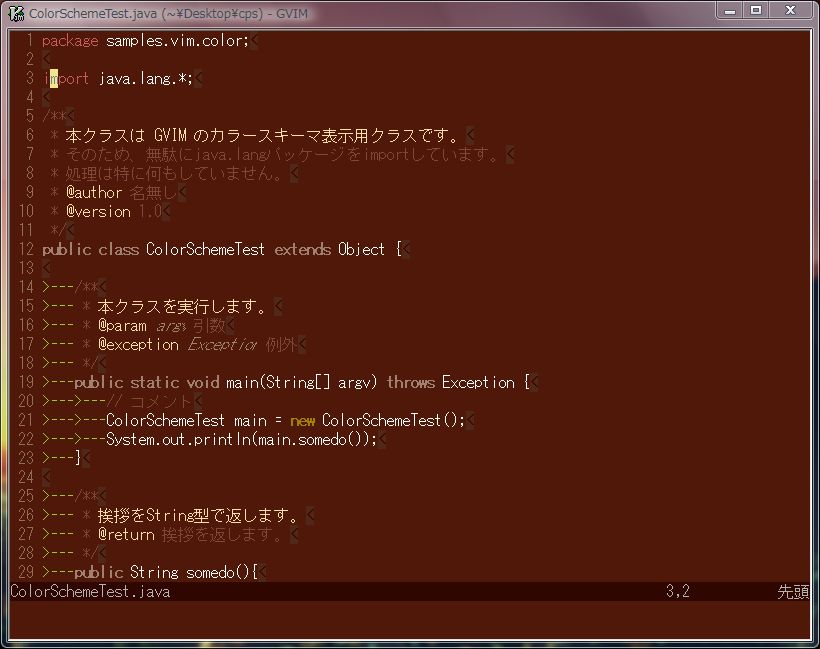 ColorSchemeTest.java (~¥Desktop¥cps) - GVIM
1 package samples.vim.color;<
2 <
3 import java.lang.*;<
4 <
5 /**<
6  * 本クラスは GVIM のカラースキーマ表示用クラスです。<
7  * そのため、無駄にjava.langパッケージをimportしています。<
8  * 処理は特に何もしていません。<
9  * @author 名無し<
10  * @version 1.0<
11  */<
12 public class ColorSchemeTest extends Object {<
13 <
14 >---/**<
15 >--- * 本クラスを実行します。<
16 >--- * @param argv 引数<
17 >--- * @exception Exception 例外<
18 >--- */<
19 >---public static void main(String[] argv) throws Exception {<
20 >--->---// コメント<
21 >--->---ColorSchemeTest main = new ColorSchemeTest();<
22 >--->---System.out.println(main.somedo());<
23 >---}<
24 <
25 >---/**<
26 >--- * 挨拶をString型で返します。<
27 >--- * @return 挨拶を返します。<
28 >--- */<
29 >---public String somedo(){<
ColorSchemeTest.java 3,2 先頭